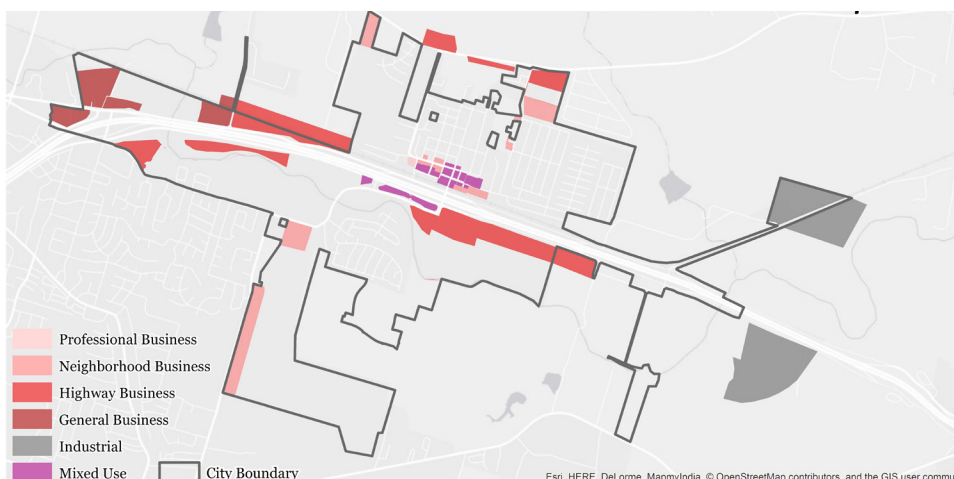 Professional Business
Neighborhood Business
Highway Business
General Business
Industrial
Mixed Use
City Boundary
Esri, HERE, DeLorme, MapmyIndia, © OpenStreetMap contributors, and the GIS user